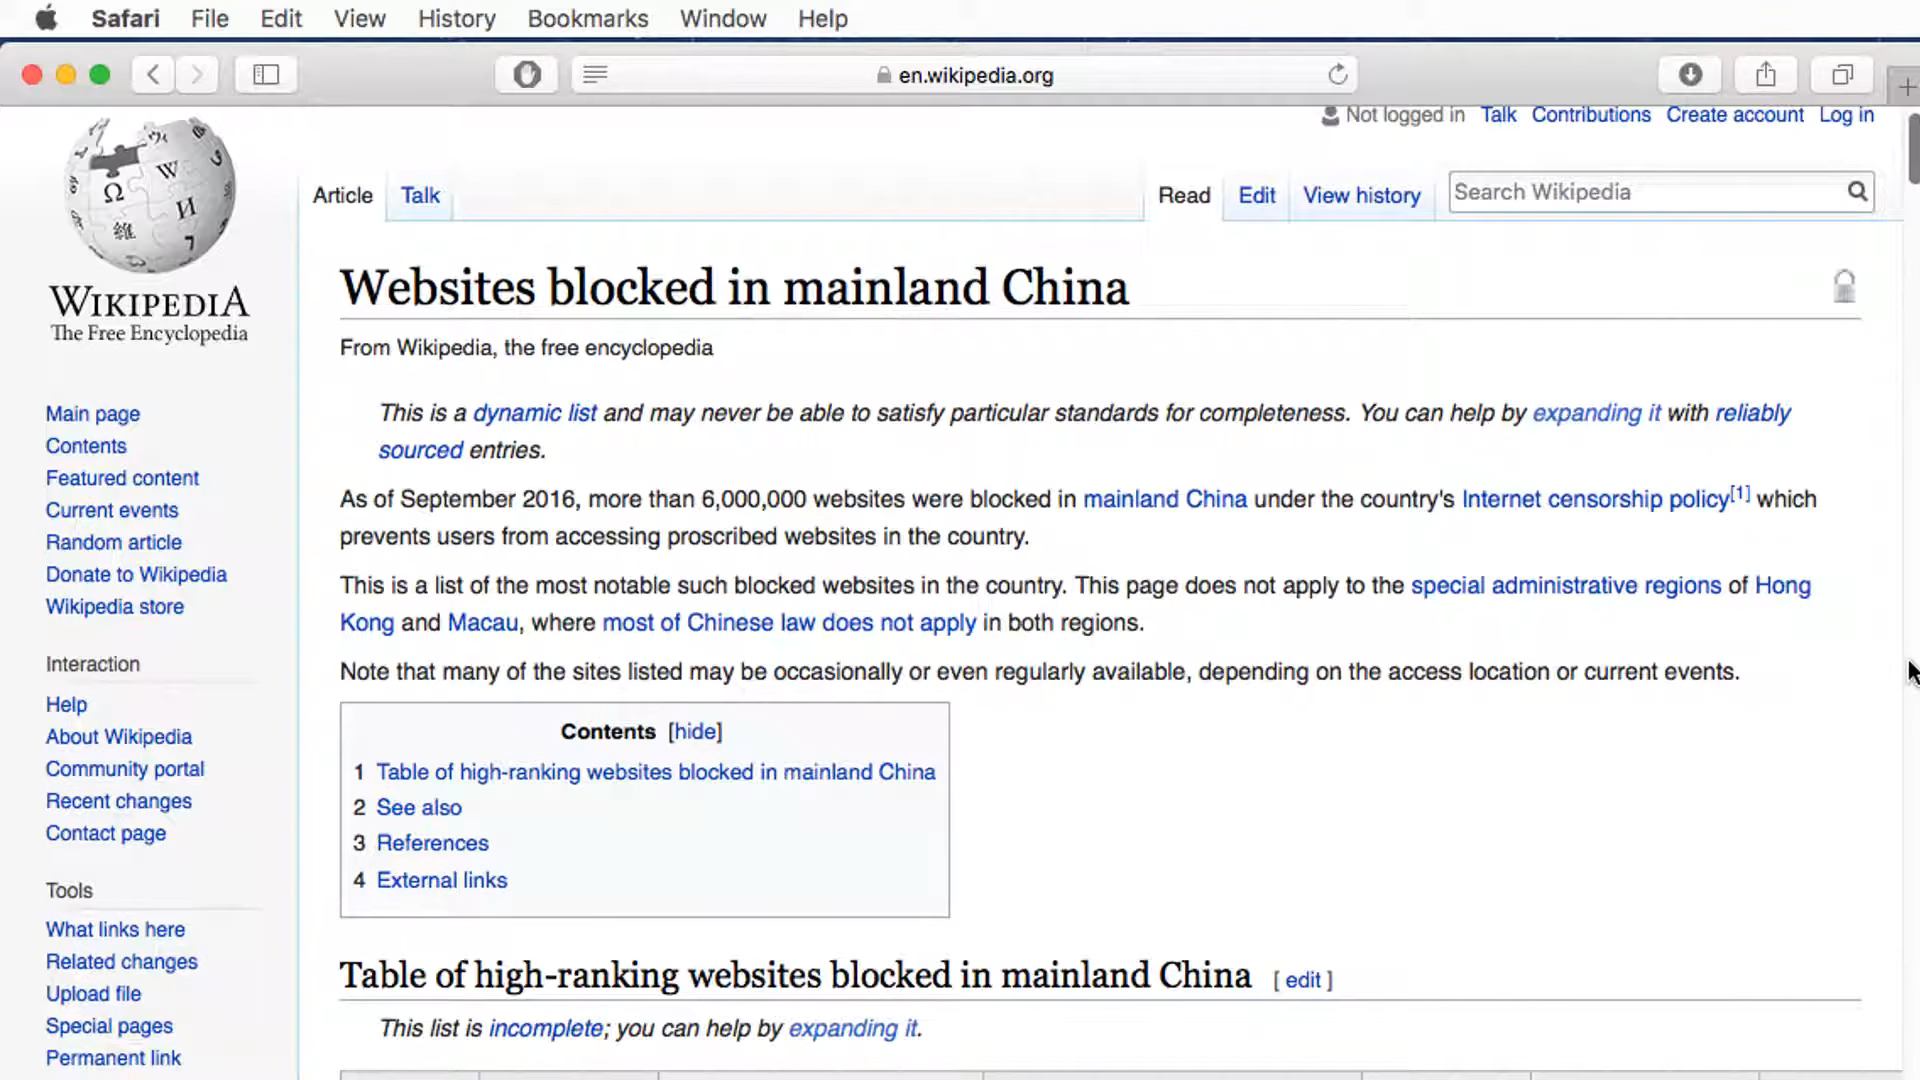 Safari File Edit View History Bookmarks Window Help
en.wikipedia.org
Not logged in Talk Contributions Create account Log in
Article Talk Read Edit View history Search Wikipedia
WIKIPEDIA
The Free Encyclopedia
Main page
Contents
Featured content
Current events
Random article
Donate to Wikipedia
Wikipedia store
Interaction
Help
About Wikipedia
Community portal
Recent changes
Contact page
Tools
What links here
Related changes
Upload file
Special pages
Permanent link
Websites blocked in mainland China
From Wikipedia, the free encyclopedia
This is a dynamic list and may never be able to satisfy particular standards for completeness. You can help by expanding it with reliably
sourced entries.
As of September 2016, more than 6,000,000 websites were blocked in mainland China under the country's Internet censorship policy[1] which
prevents users from accessing proscribed websites in the country.
This is a list of the most notable such blocked websites in the country. This page does not apply to the special administrative regions of Hong
Kong and Macau, where most of Chinese law does not apply in both regions.
Note that many of the sites listed may be occasionally or even regularly available, depending on the access location or current events.
Contents [hide]
1 Table of high-ranking websites blocked in mainland China
2 See also
3 References
4 External links
Table of high-ranking websites blocked in mainland China [ edit ]
This list is incomplete; you can help by expanding it.